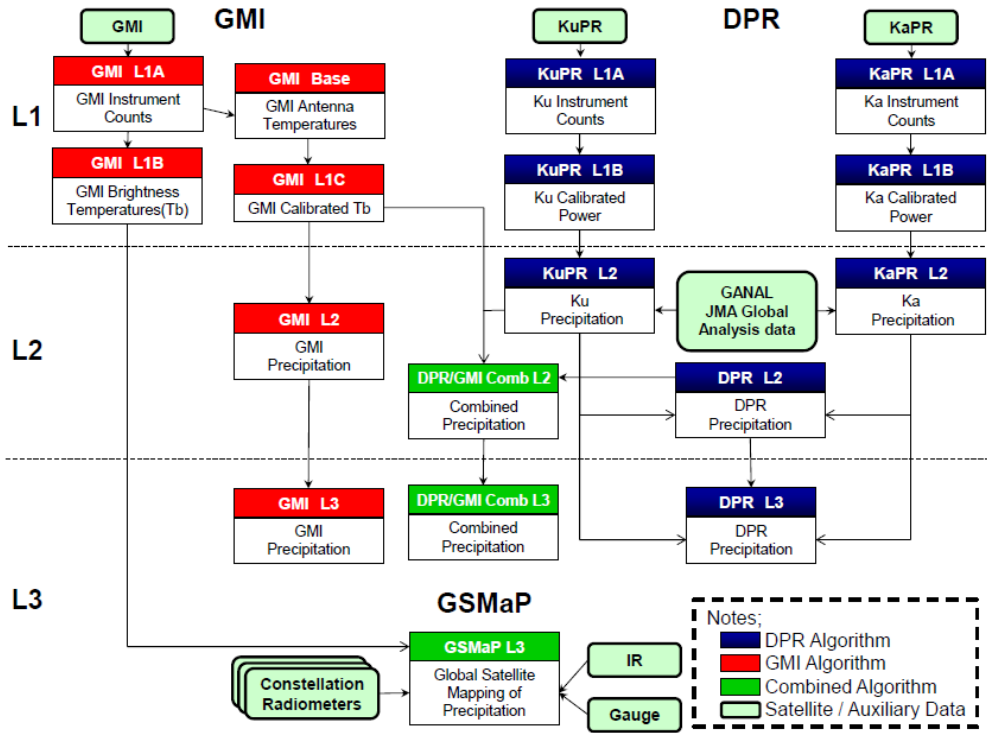 GMI
GMI
DPR
KuPR
KaPR
L1
GMI L1A
GMI Instrument
Counts
GMI Base
GMI Antenna
Temperatures
KuPR L1A
Ku Instrument
Counts
KaPR L1A
Ka Instrument
Counts
GMI L1B
GMI Brightness
Temperatures(Tb)
GMI L1C
GMI Calibrated Tb
KuPR L1B
Ku Calibrated
Power
KaPR L1B
Ka Calibrated
Power
L2
KuPR L2
Ku
Precipitation
GANAL
JMA Global
Analysis data
KaPR L2
Ka
Precipitation
GMI L2
GMI
Precipitation
DPR/GMI Comb L2
Combined
Precipitation
DPR L2
DPR
Precipitation
L3
GMI L3
GMI
Precipitation
DPR/GMI Comb L3
Combined
Precipitation
DPR L3
DPR
Precipitation
GSMaP
GSMaP L3
Global Satellite
Mapping of
Precipitation
Constellation
Radiometers
IR
Gauge
Notes;
DPR Algorithm
GMI Algorithm
Combined Algorithm
Satellite / Auxiliary Data